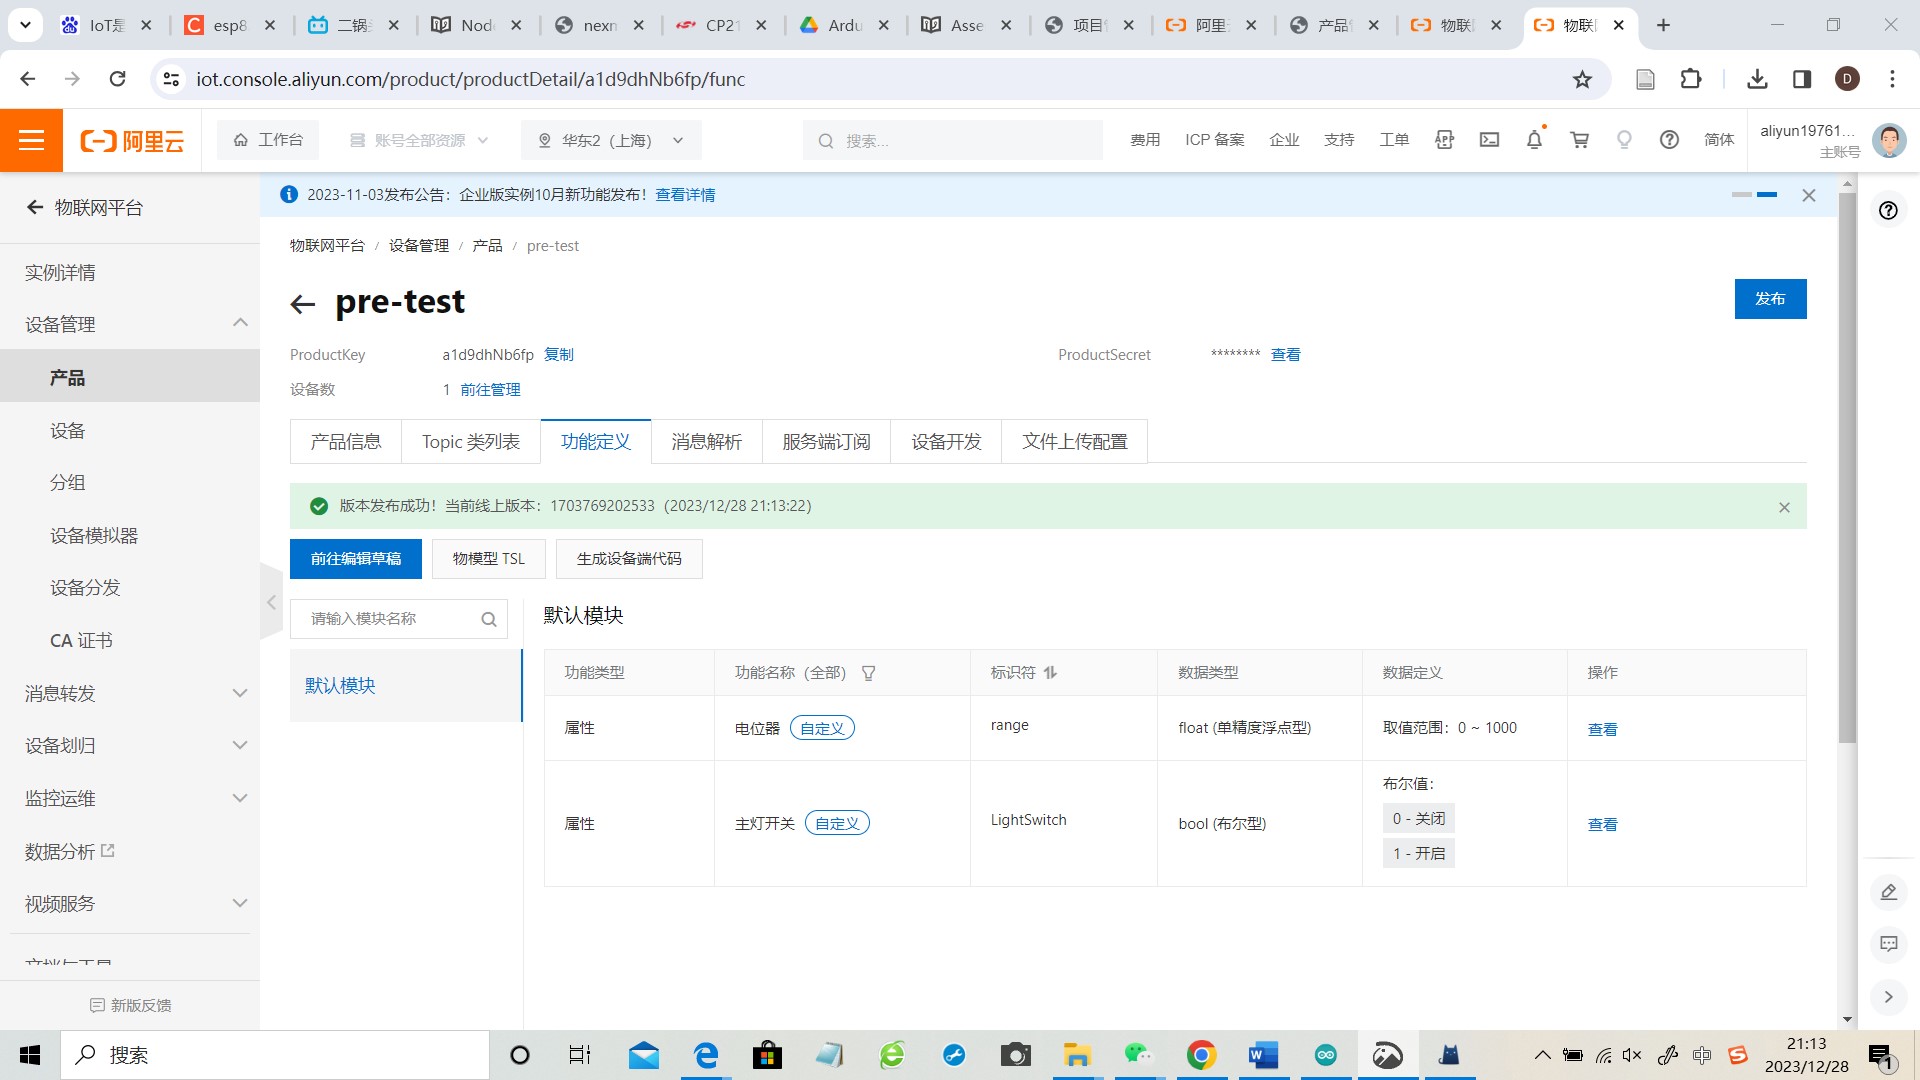 IoT是
esp8
二锅头
Node
nexm
CP21
Ardu
Asse
项目管
阿里云
产品管
物联网
物联网
iot.console.aliyun.com/product/productDetail/a1d9dhNb6fp/func
D
阿里云
工作台
账号全部资源
华东2（上海）
搜索...
费用
ICP 备案
企业
支持
工单
APP
简体
aliyun19761...
主账号
2023-11-03发布公告：企业版实例10月新功能发布！查看详情
物联网平台
物联网平台 / 设备管理 / 产品 / pre-test
实例详情
设备管理
产品
设备
分组
设备模拟器
设备分发
CA 证书
消息转发
设备划归
监控运维
数据分析
视频服务
文档与工具
新版反馈
pre-test
发布
ProductKey
a1d9dhNb6fp 复制
ProductSecret
******** 查看
设备数
1 前往管理
产品信息
Topic 类列表
功能定义
消息解析
服务端订阅
设备开发
文件上传配置
版本发布成功！当前线上版本：1703769202533（2023/12/28 21:13:22）
前往编辑草稿
物模型 TSL
生成设备端代码
请输入模块名称
默认模块
默认模块
功能类型
功能名称（全部）
标识符
数据类型
数据定义
操作
属性
电位器 自定义
range
float (单精度浮点型)
取值范围：0 ~ 1000
查看
属性
主灯开关 自定义
LightSwitch
bool (布尔型)
布尔值：
0 - 关闭
1 - 开启
查看
搜索
中
21:13
2023/12/28
1